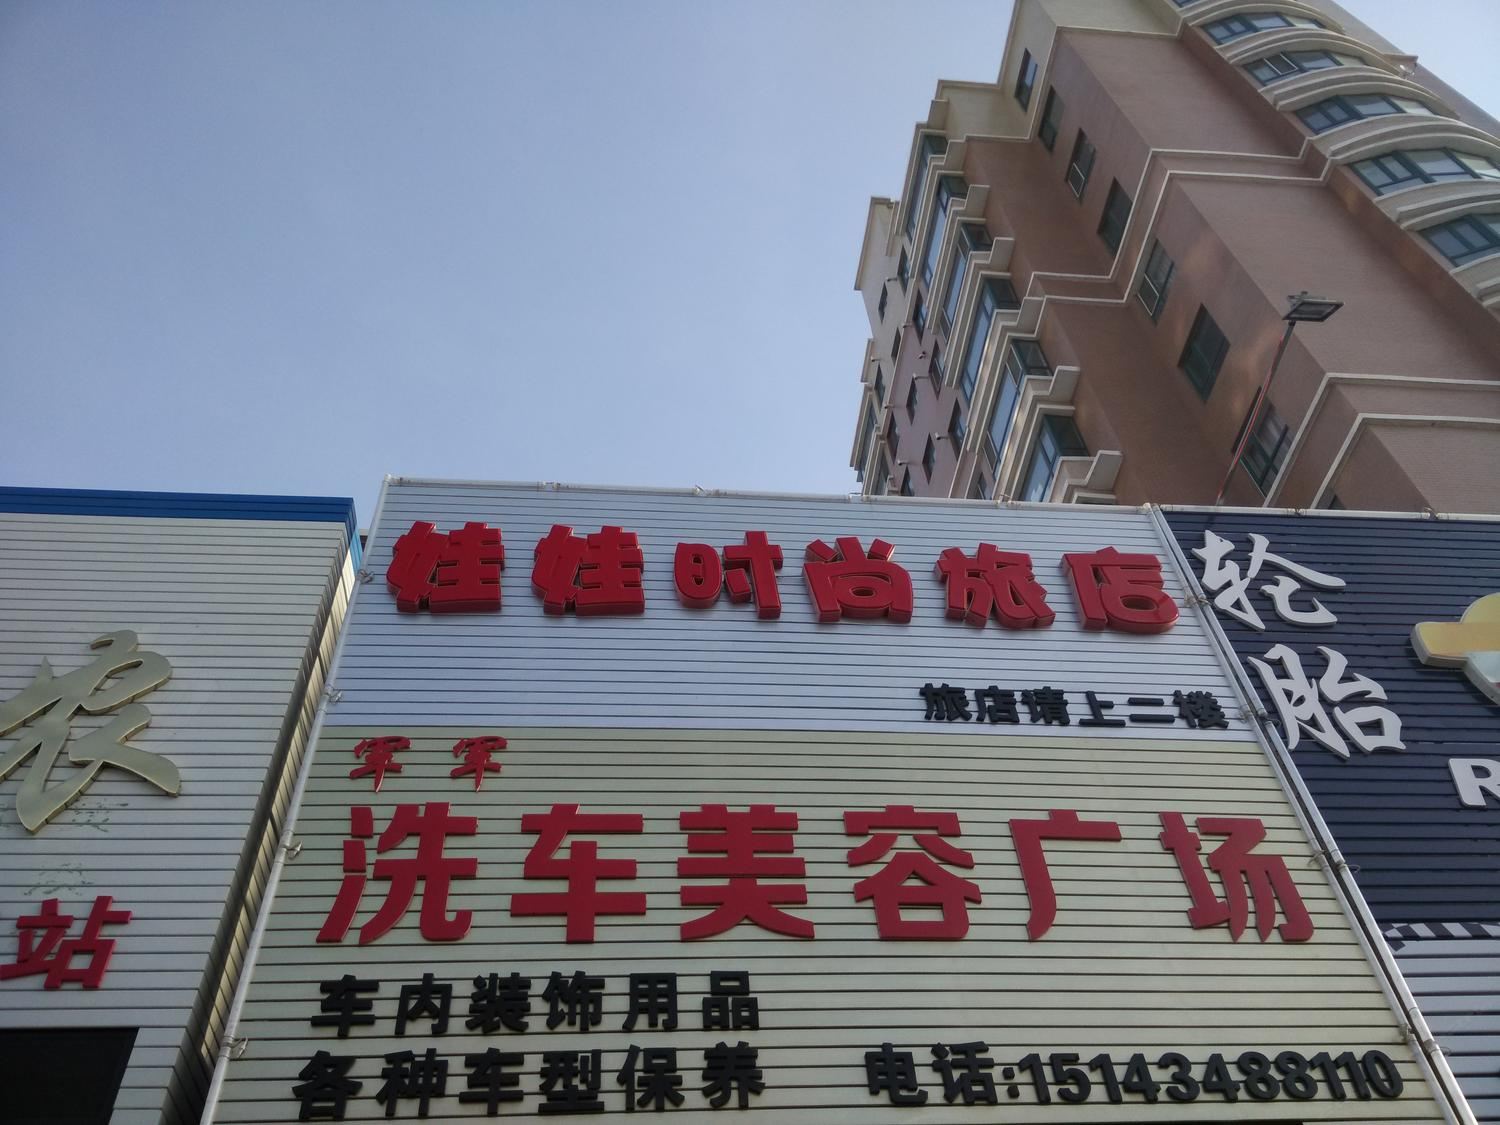 农
站
娃娃时尚旅店
旅店请上二楼
军军
洗车美容广场
车内装饰用品
各种车型保养 电话:15143488110
轮胎
R